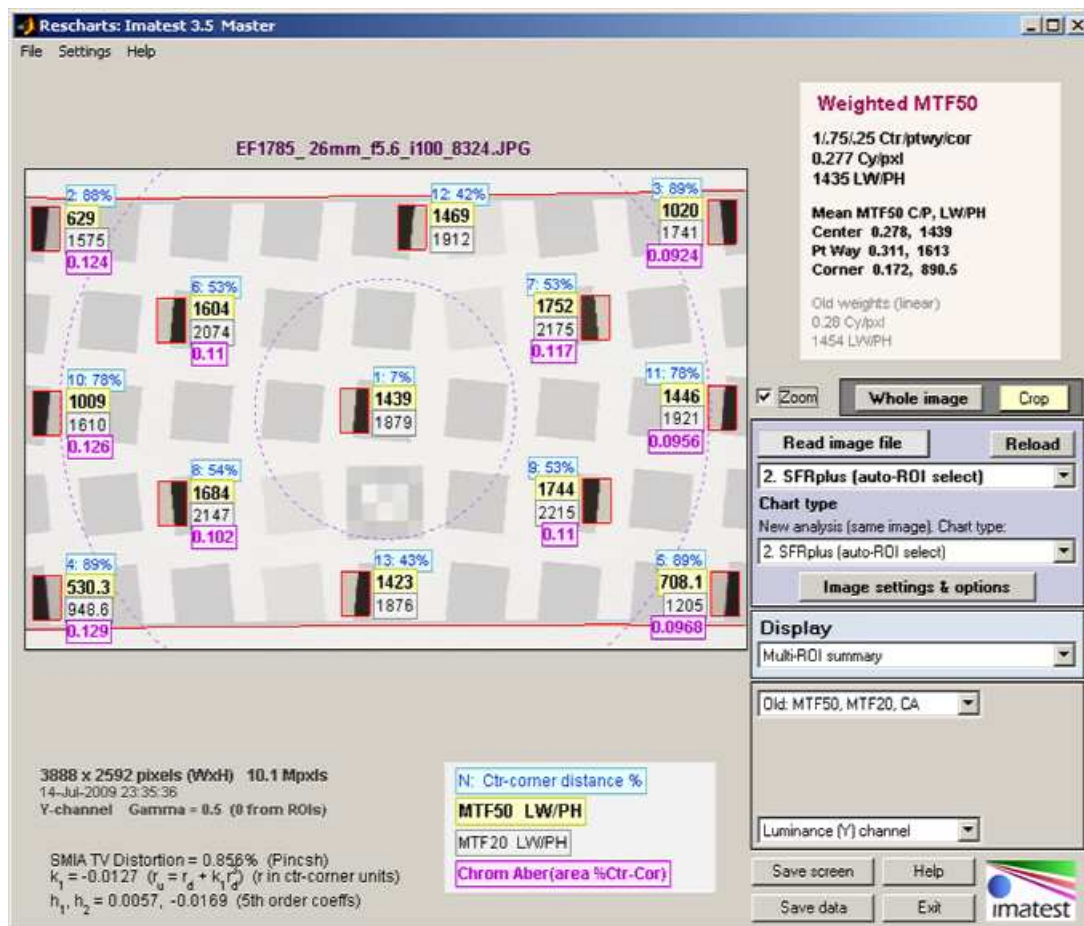 Rescharts: Imatest 3.5 Master
File Settings Help
Weighted MTF50
1/.75/.25 Ctr/ptwy/cor
0.277 Cy/pxl
1435 LW/PH
Mean MTF50 C/P, LW/PH
Center 0.278, 1439
Pt Way 0.311, 1613
Corner 0.172, 890.5
Old weights (linear)
0.28 Cy/pxl
1454 LW/PH
EF1785_ 26mm_f5.6_i100_8324.JPG
2: 88%
629
1575
0.124
12: 42%
1469
1912
3: 89%
1020
1741
0.0924
6: 53%
1604
2074
0.11
7: 53%
1752
2175
0.117
10: 78%
1009
1610
0.126
1: 7%
1439
1879
11: 78%
1446
1921
0.0956
8: 54%
1684
2147
0.102
9: 53%
1744
2215
0.11
4: 89%
530.3
948.6
0.129
13: 43%
1423
1876
5: 89%
708.1
1205
0.0968
Zoom Whole image Crop
Read image file Reload
2. SFRplus (auto-ROI select)
Chart type
New analysis (same image). Chart type:
2. SFRplus (auto-ROI select)
Image settings & options
Display
Multi-ROI summary
Old: MTF50, MTF20, CA
Luminance (Y) channel
3888 x 2592 pixels (WxH) 10.1 Mpxls
14-Jul-2009 23:35:36
Y-channel Gamma = 0.5 (0 from ROIs)
SMIA TV Distortion = 0.856% (Pincsh)
k1 = -0.0127 (ru = rd + k1rd³) (r in ctr-corner units)
h1, h2 = 0.0057, -0.0169 (5th order coeffs)
N: Ctr-corner distance %
MTF50 LW/PH
MTF20 LW/PH
Chrom Aber(area %Ctr-Cor)
Save screen Help
Save data Exit
imatest